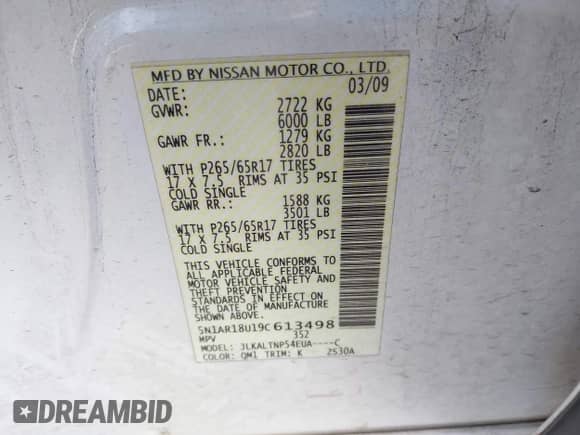 MFD BY NISSAN MOTOR CO., LTD.
DATE: 03/09
GVWR: 2722 KG
6000 LB
GAWR FR.: 1279 KG
2820 LB
WITH P265/65R17 TIRES
17 X 7.5 RIMS AT 35 PSI
COLD SINGLE
GAWR RR.: 1588 KG
3501 LB
WITH P265/65R17 TIRES
17 X 7.5 RIMS AT 35 PSI
COLD SINGLE
THIS VEHICLE CONFORMS TO
ALL APPLICABLE FEDERAL
MOTOR VEHICLE SAFETY AND
THEFT PREVENTION
STANDARDS IN EFFECT ON
THE DATE OF MANUFACTURE
SHOWN ABOVE.
5N1AR18U19C613498
MPV 352
MODEL: JLKALTNP54EUA----C
COLOR: QM1 TRIM: K 2530A
DREAMBID